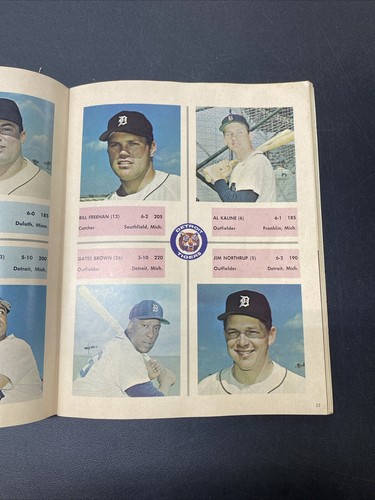 6-0 185
Duluth, Minn.
5-10 200
Detroit, Mich.
BILL FREEHAN (13) 6-2 205
Catcher Southfield, Mich.
AL KALINE (6) 6-1 185
Outfielder Franklin, Mich.
DETROIT TIGERS
GATES BROWN (26) 5-10 220
Outfielder Detroit, Mich.
JIM NORTHRUP (5) 6-3 190
Outfielder Detroit, Mich.